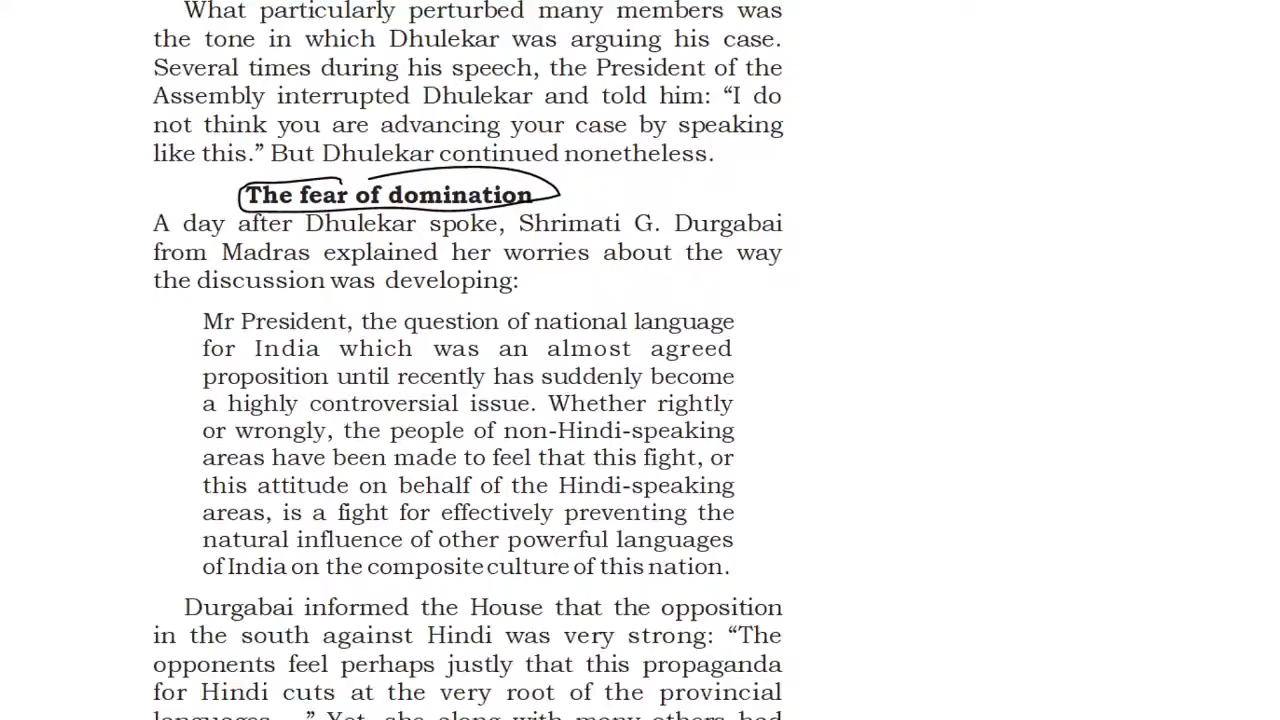 What particularly perturbed many members was
the tone in which Dhulekar was arguing his case.
Several times during his speech, the President of the
Assembly interrupted Dhulekar and told him: “I do
not think you are advancing your case by speaking
like this.” But Dhulekar continued nonetheless.
The fear of domination
A day after Dhulekar spoke, Shrimati G. Durgabai
from Madras explained her worries about the way
the discussion was developing:
Mr President, the question of national language
for India which was an almost agreed
proposition until recently has suddenly become
a highly controversial issue. Whether rightly
or wrongly, the people of non-Hindi-speaking
areas have been made to feel that this fight, or
this attitude on behalf of the Hindi-speaking
areas, is a fight for effectively preventing the
natural influence of other powerful languages
of India on the composite culture of this nation.
Durgabai informed the House that the opposition
in the south against Hindi was very strong: “The
opponents feel perhaps justly that this propaganda
for Hindi cuts at the very root of the provincial
languages ...” Yet, she along with many others had